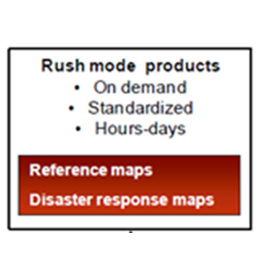 Rush mode products
• On demand
• Standardized
• Hours-days
Reference maps
Disaster response maps